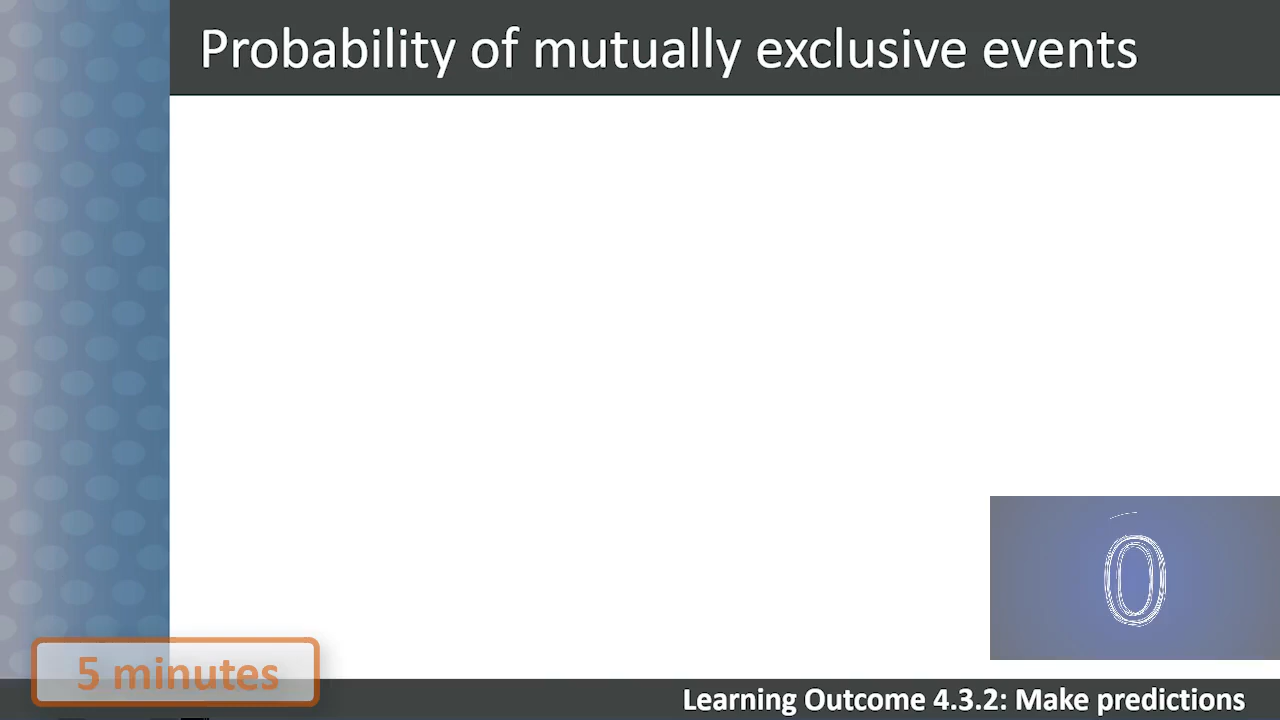 Probability of mutually exclusive events
0
5 minutes
Learning Outcome 4.3.2: Make predictions